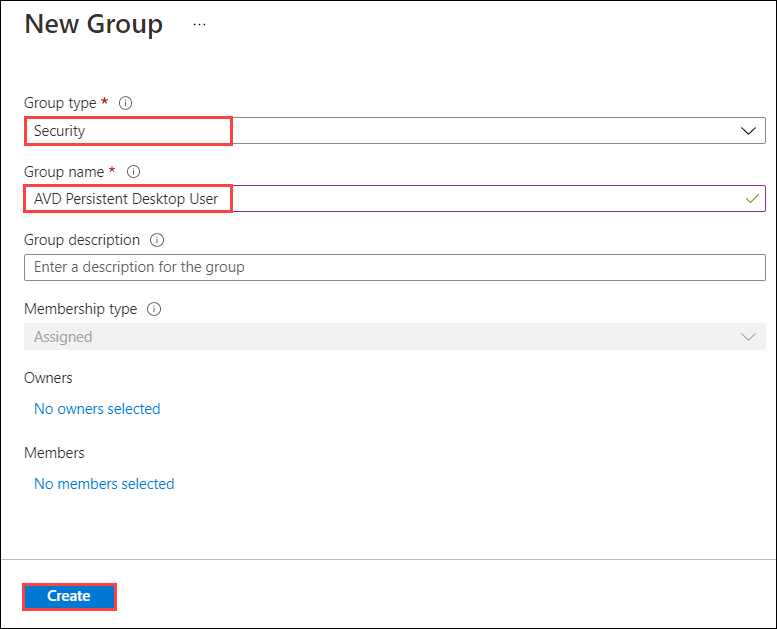 New Group ...
Group type *
Security
Group name *
AVD Persistent Desktop User
Group description
Enter a description for the group
Membership type
Assigned
Owners
No owners selected
Members
No members selected
Create